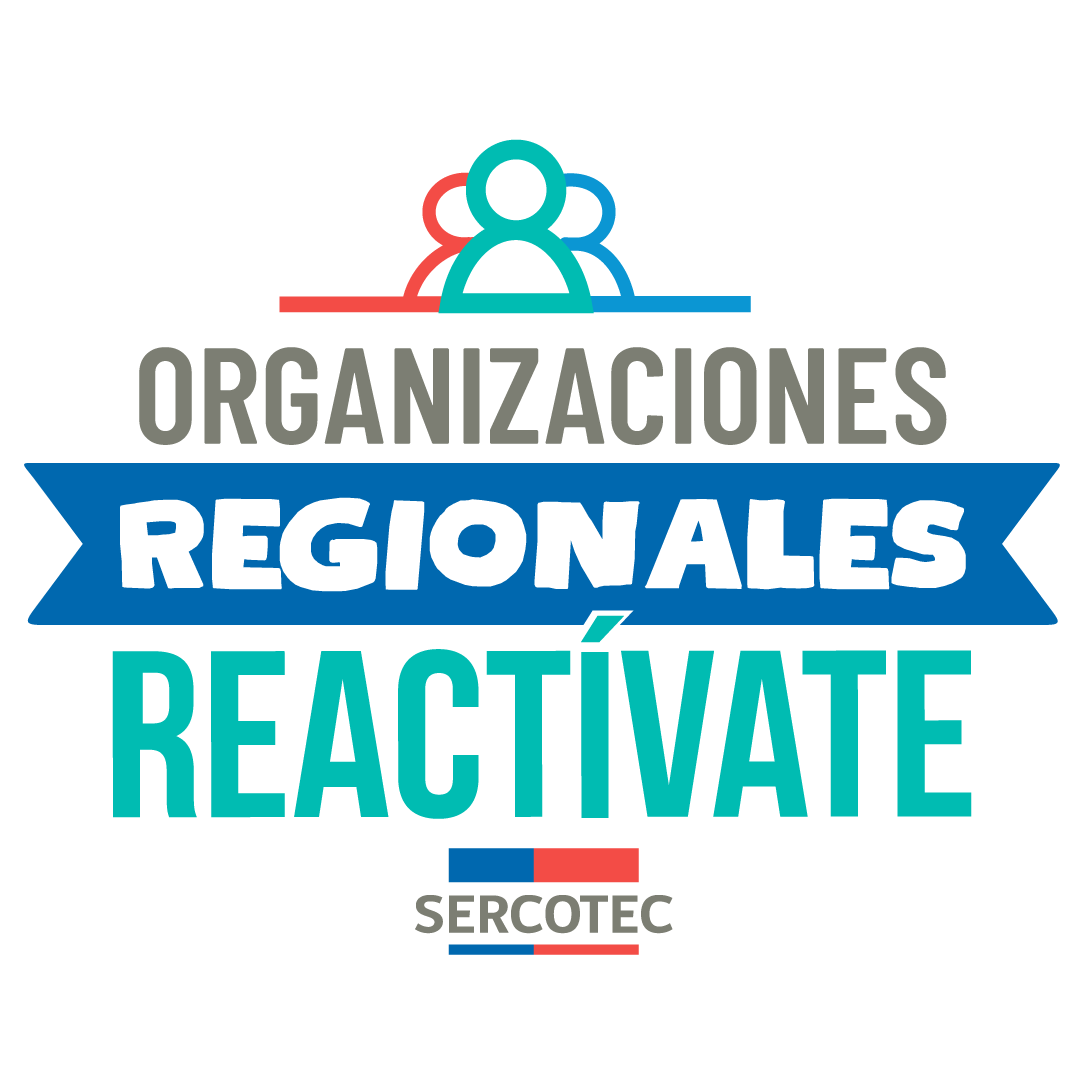 ORGANIZACIONES
REGIONALES
REACTÍVATE
SERCOTEC